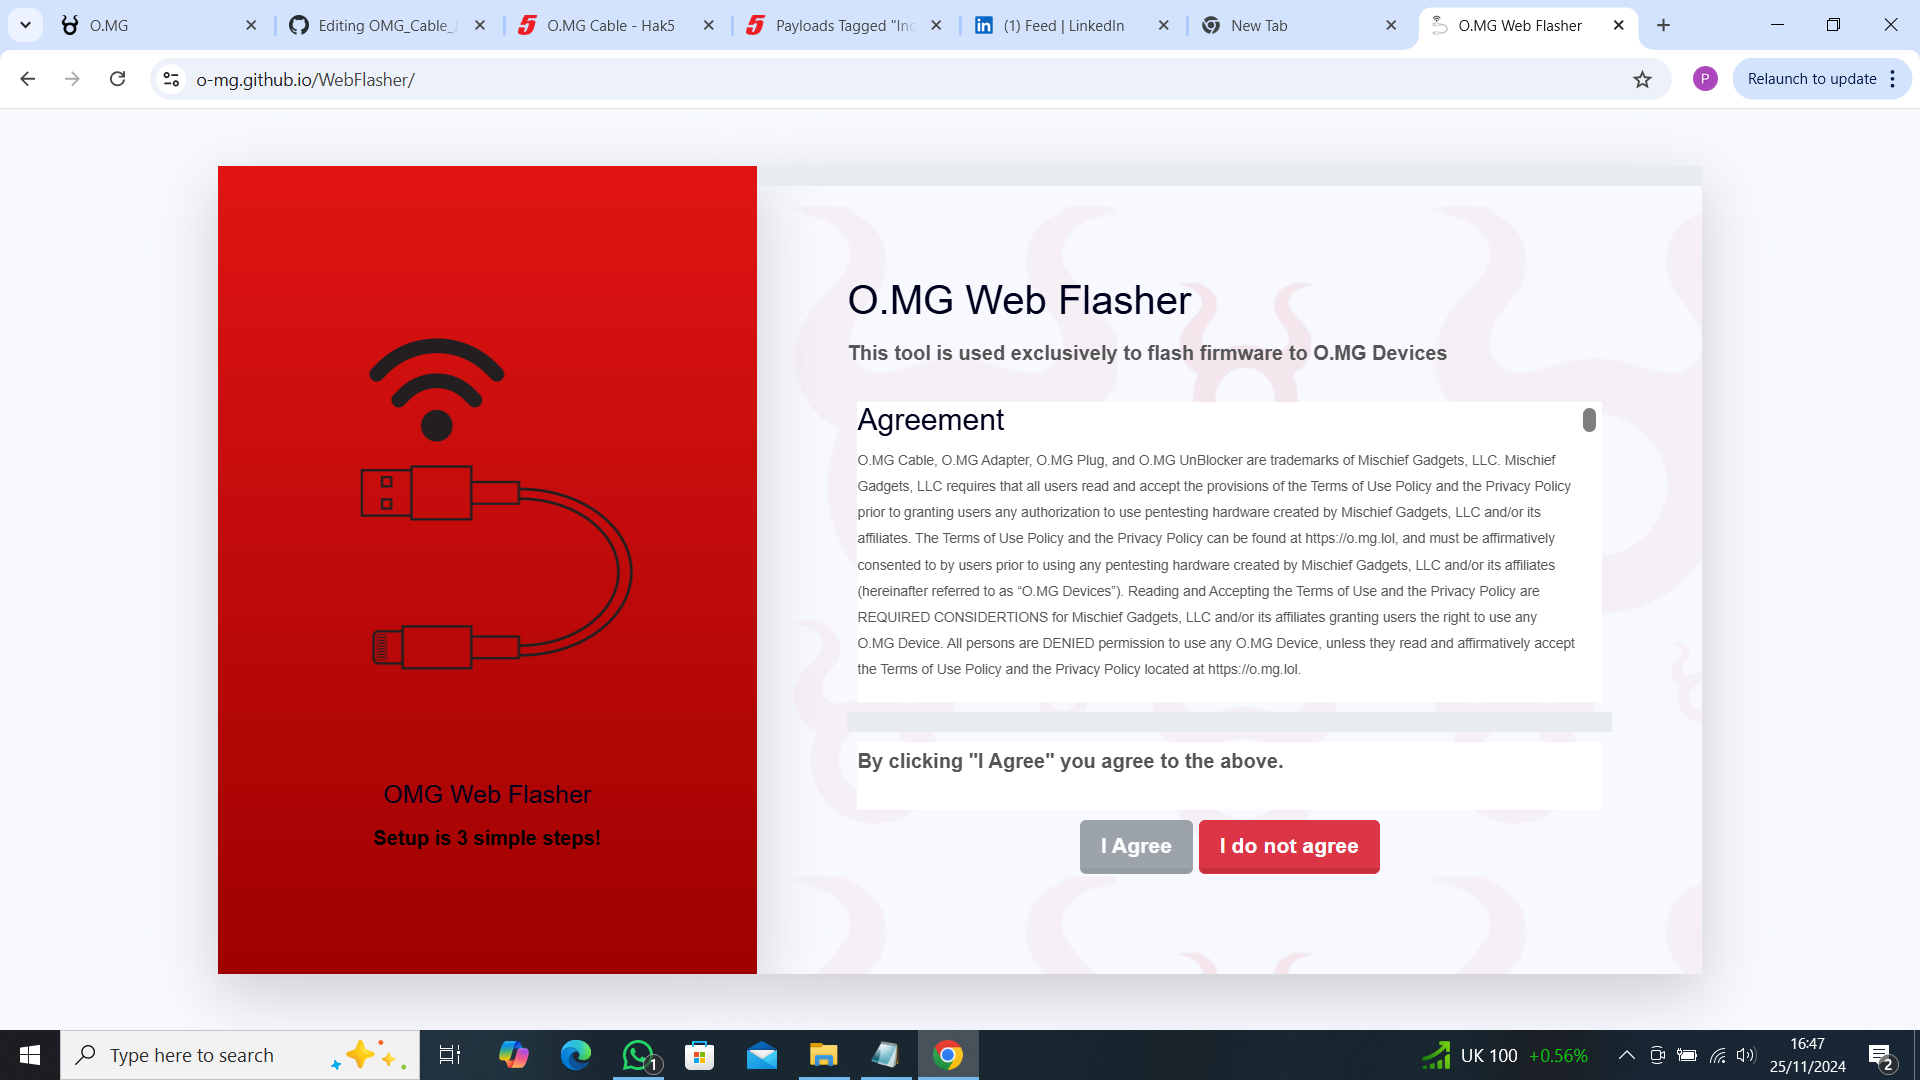 O.MG
Editing OMG_Cable_
O.MG Cable - Hak5
Payloads Tagged "Inc
(1) Feed | LinkedIn
New Tab
O.MG Web Flasher
o-mg.github.io/WebFlasher/
P
Relaunch to update
O.MG Web Flasher
This tool is used exclusively to flash firmware to O.MG Devices
Agreement
O.MG Cable, O.MG Adapter, O.MG Plug, and O.MG UnBlocker are trademarks of Mischief Gadgets, LLC. Mischief
Gadgets, LLC requires that all users read and accept the provisions of the Terms of Use Policy and the Privacy Policy
prior to granting users any authorization to use pentesting hardware created by Mischief Gadgets, LLC and/or its
affiliates. The Terms of Use Policy and the Privacy Policy can be found at https://o.mg.lol, and must be affirmatively
consented to by users prior to using any pentesting hardware created by Mischief Gadgets, LLC and/or its affiliates
(hereinafter referred to as “O.MG Devices”). Reading and Accepting the Terms of Use and the Privacy Policy are
REQUIRED CONSIDERTIONS for Mischief Gadgets, LLC and/or its affiliates granting users the right to use any
O.MG Device. All persons are DENIED permission to use any O.MG Device, unless they read and affirmatively accept
the Terms of Use Policy and the Privacy Policy located at https://o.mg.lol.
By clicking "I Agree" you agree to the above.
I Agree
I do not agree
OMG Web Flasher
Setup is 3 simple steps!
Type here to search
1
UK 100 +0.56%
16:47
25/11/2024
2